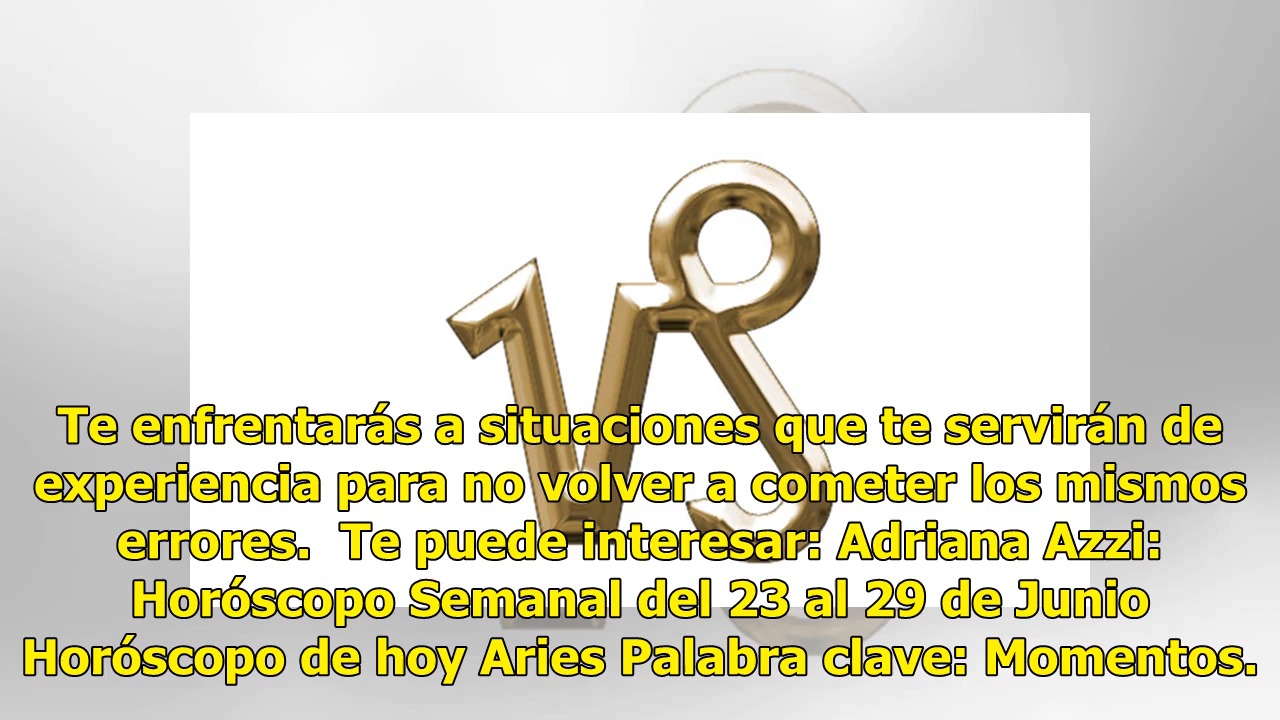 Te enfrentarás a situaciones que te servirán de
experiencia para no volver a cometer los mismos
errores.  Te puede interesar: Adriana Azzi:
Horóscopo Semanal del 23 al 29 de Junio
Horóscopo de hoy Aries Palabra clave: Momentos.